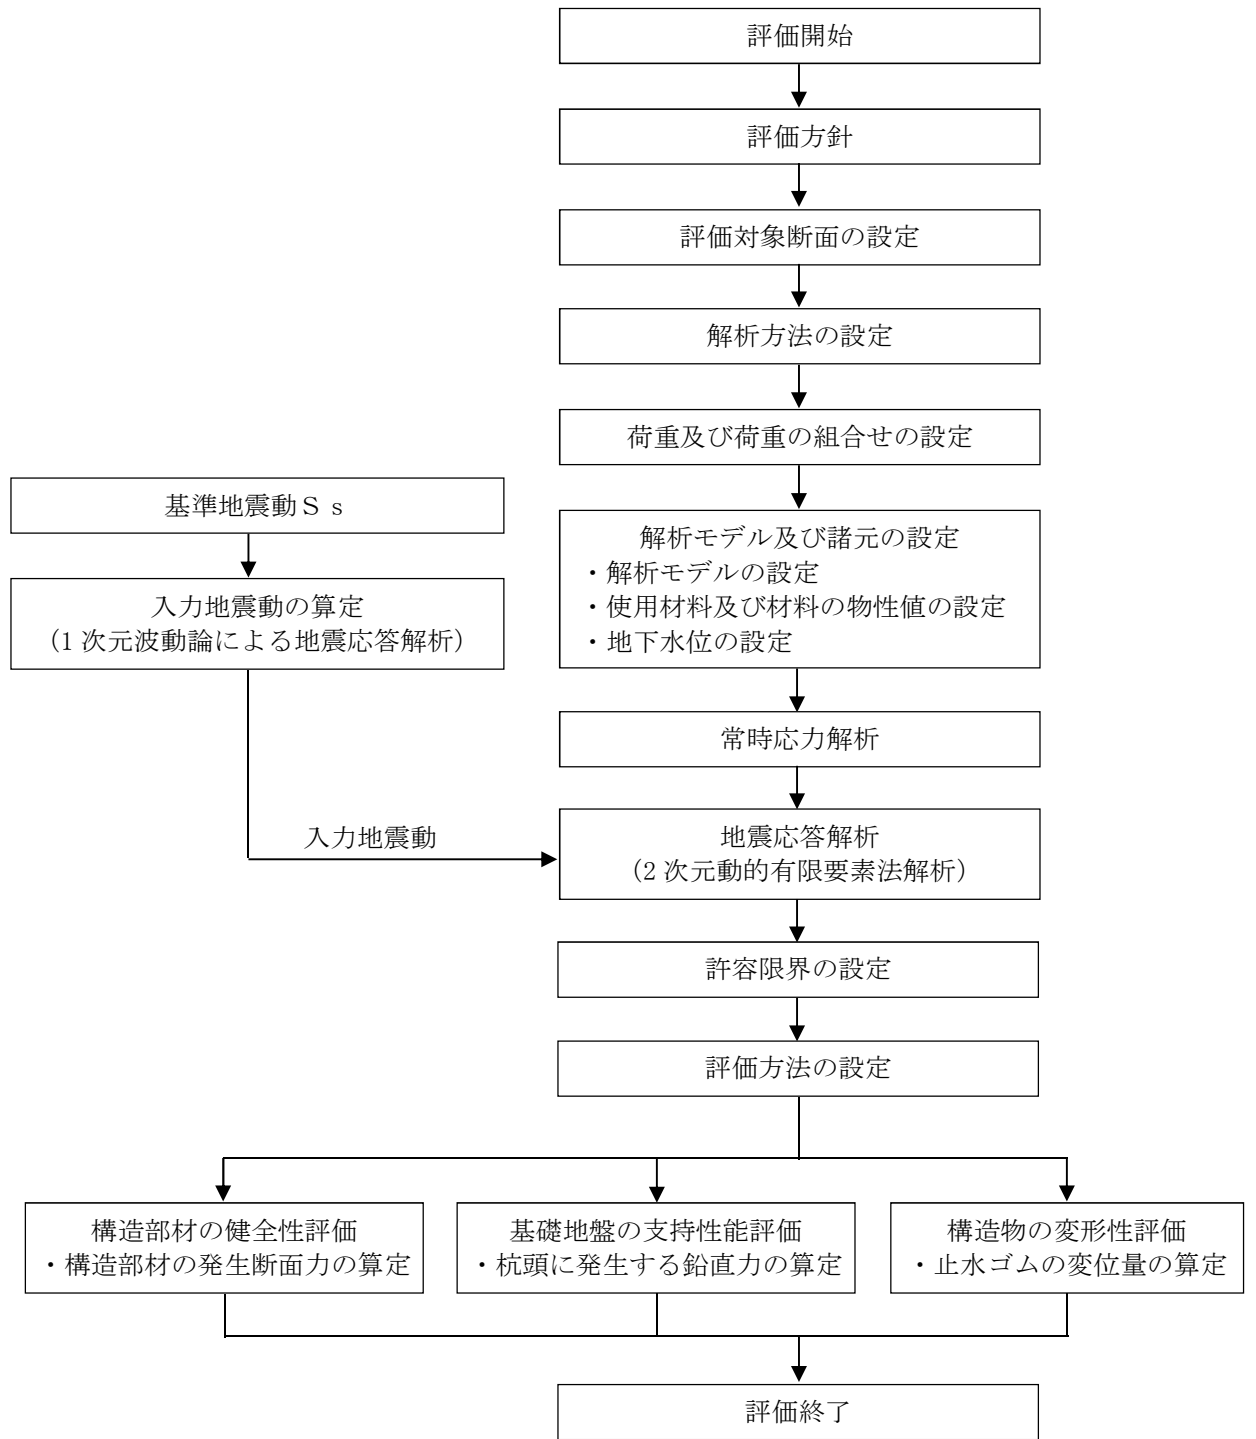 評価開始
評価方針
評価対象断面の設定
解析方法の設定
荷重及び荷重の組合せの設定
基準地震動Ｓｓ
入力地震動の算定
（1 次元波動論による地震応答解析）
解析モデル及び諸元の設定
・解析モデルの設定
・使用材料及び材料の物性値の設定
・地下水位の設定
常時応力解析
入力地震動
地震応答解析
（2 次元動的有限要素法解析）
許容限界の設定
評価方法の設定
構造部材の健全性評価
・構造部材の発生断面力の算定
基礎地盤の支持性能評価
・杭頭に発生する鉛直力の算定
構造物の変形性評価
・止水ゴムの変位量の算定
評価終了